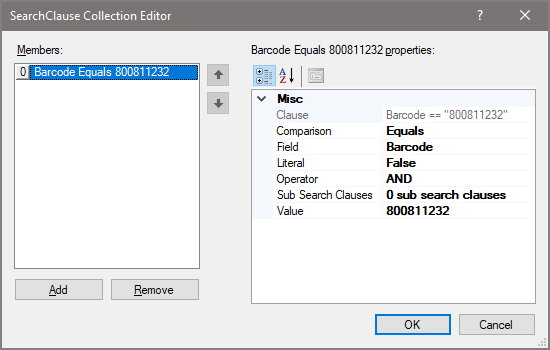 SearchClause Collection Editor ? ×
Members:
0 Barcode Equals 800811232
Add Remove
Barcode Equals 800811232 properties:
A Z
Misc
Clause Barcode == "800811232"
Comparison Equals
Field Barcode
Literal False
Operator AND
Sub Search Clauses 0 sub search clauses
Value 800811232
OK Cancel